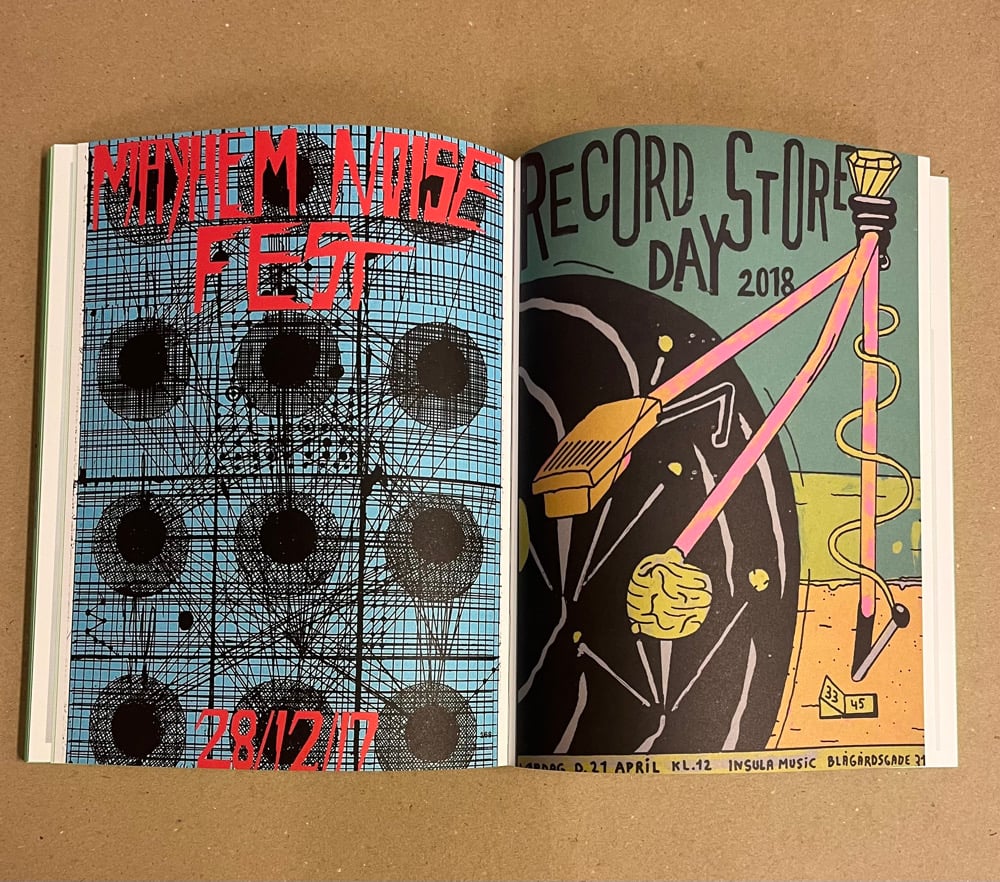 MAYHEM NOISE
FEST
28/12/17
RECORD STORE
DAY 2018
33 45
D. 21 APRIL KL.12 INSULA MUSIC BLÅGÅRDSGADE 21